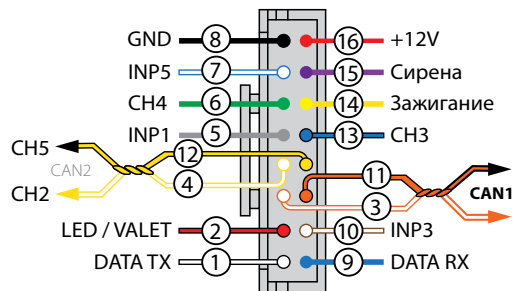 GND 8 16 +12V
INP5 7 15 Сирена
CH4 6 14 Зажигание
INP1 5 13 CH3
CH5 12
CAN2 4 11
CH2 3 CAN1
LED / VALET 2 10 INP3
DATA TX 1 9 DATA RX